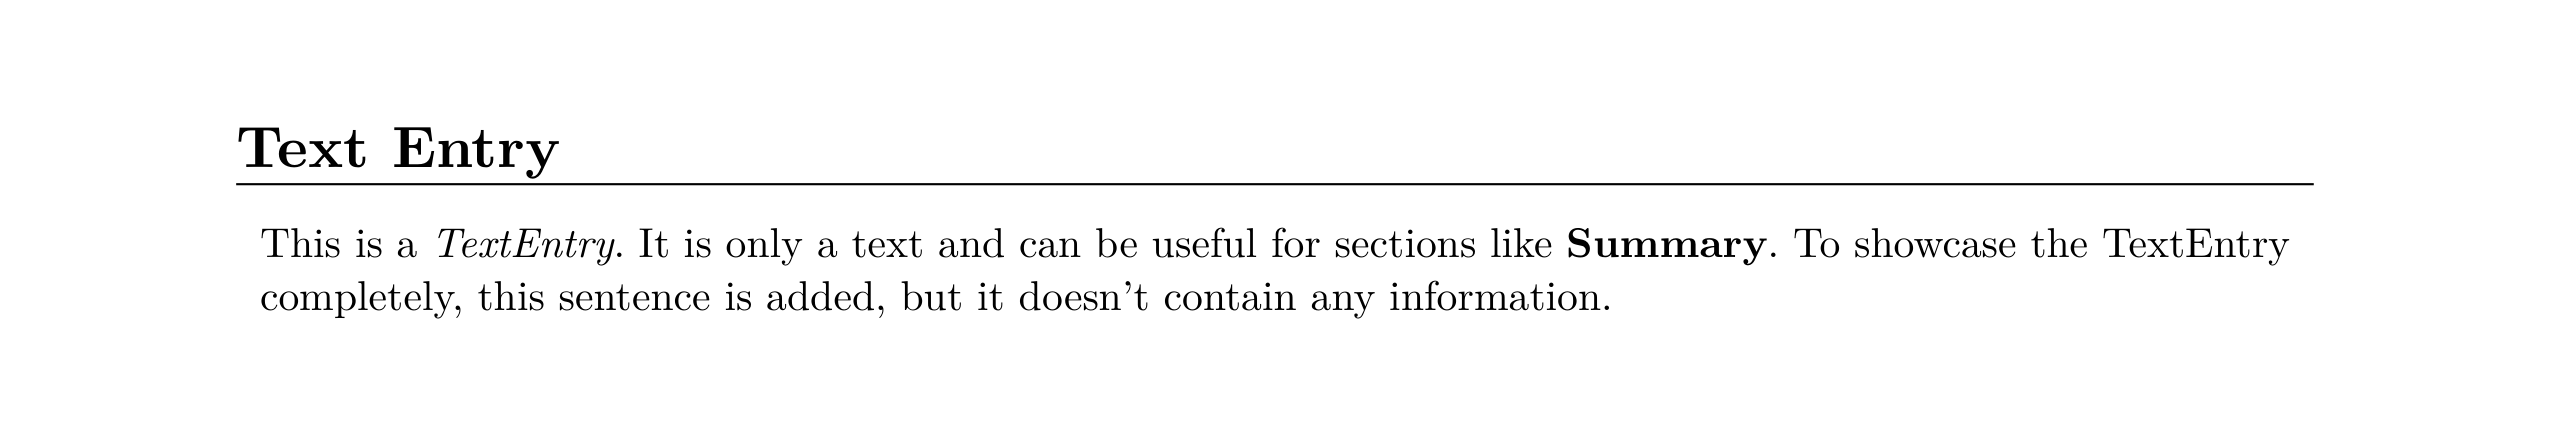 Text Entry
This is a TextEntry. It is only a text and can be useful for sections like Summary. To showcase the TextEntry
completely, this sentence is added, but it doesn't contain any information.